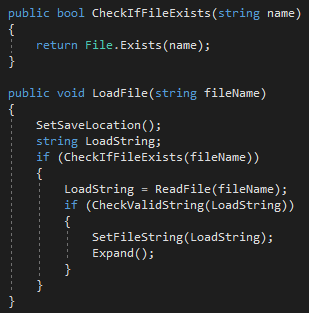 public bool CheckIfFileExists(string name)
{
    return File.Exists(name);
}

public void LoadFile(string fileName)
{
    SetSaveLocation();
    string LoadString;
    if (CheckIfFileExists(fileName))
    {
        LoadString = ReadFile(fileName);
        if (CheckValidString(LoadString))
        {
            SetFileString(LoadString);
            Expand();
        }
    }
}